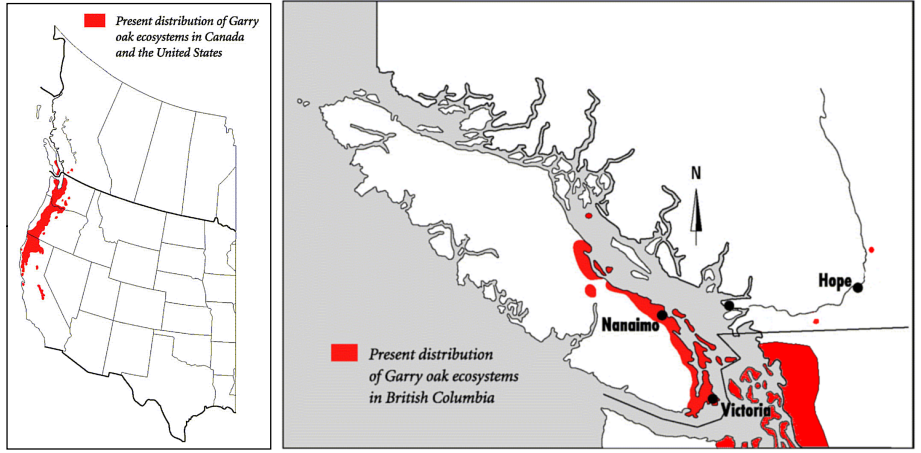 Present distribution of Garry
oak ecosystems in Canada
and the United States
N
Hope
Nanaimo
Present distribution
of Garry oak ecosystems
in British Columbia
Victoria